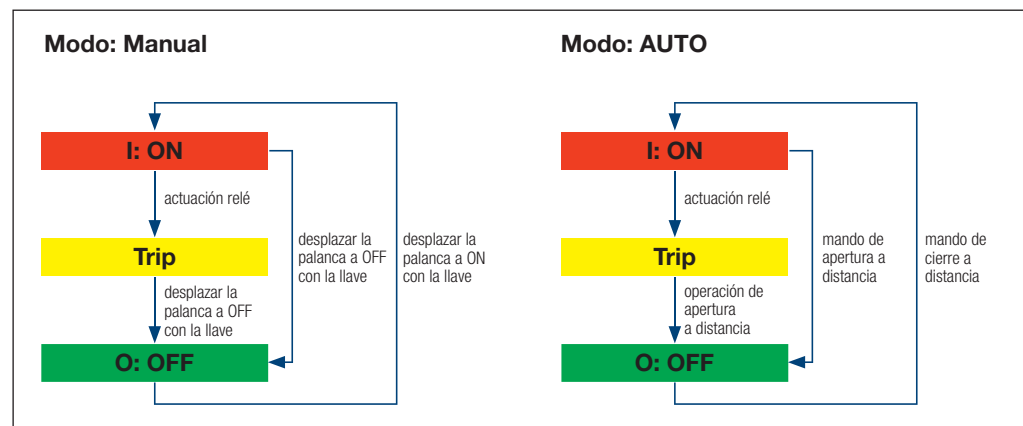 Modo: Manual
I: ON
actuación relé
Trip
desplazar la
palanca a OFF
con la llave
O: OFF
desplazar la
palanca a OFF
con la llave
desplazar la
palanca a ON
con la llave
Modo: AUTO
I: ON
actuación relé
Trip
operación de
apertura
a distancia
O: OFF
mando de
apertura a
distancia
mando de
cierre a
distancia